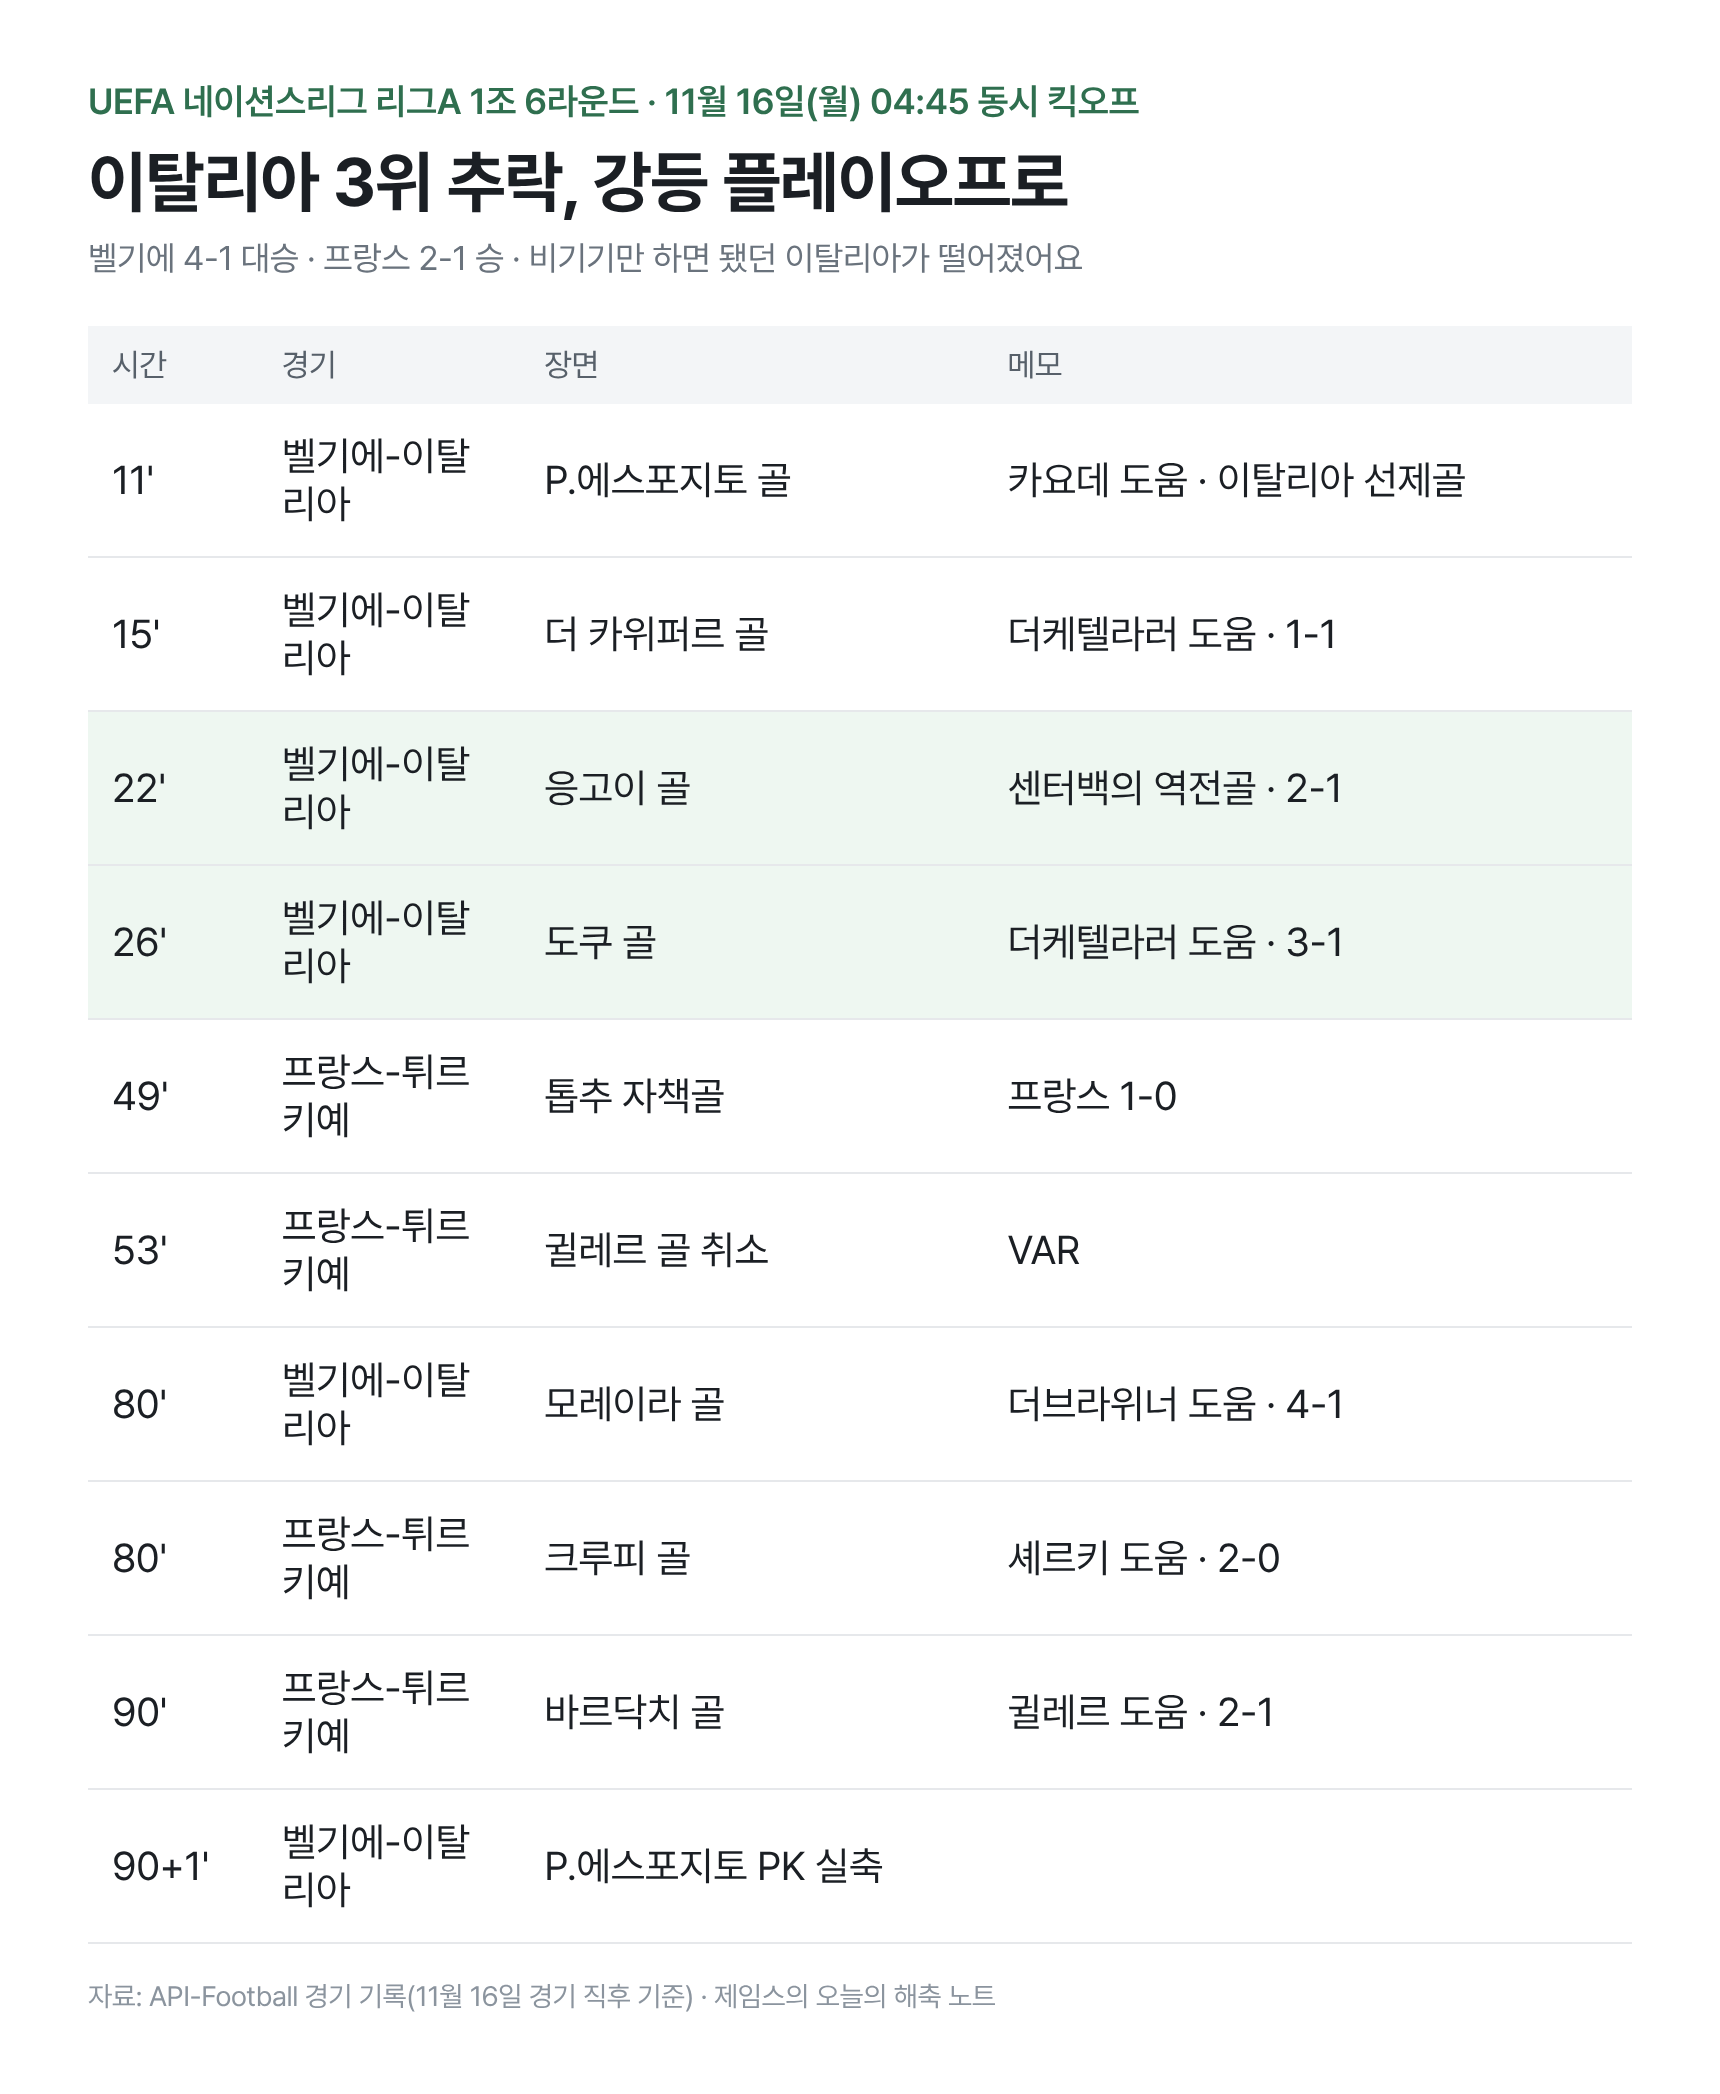 UEFA 네이션스리그 리그A 1조 6라운드 · 11월 16일(월) 04:45 동시 킥오프
이탈리아 3위 추락, 강등 플레이오프로
벨기에 4-1 대승 · 프랑스 2-1 승 · 비기기만 하면 됐던 이탈리아가 떨어졌어요
시간 경기 장면 메모
11' 벨기에-이탈
리아 P.에스포지토 골 카요데 도움 · 이탈리아 선제골
15' 벨기에-이탈
리아 더 카위퍼르 골 더케텔라러 도움 · 1-1
22' 벨기에-이탈
리아 응고이 골 센터백의 역전골 · 2-1
26' 벨기에-이탈
리아 도쿠 골 더케텔라러 도움 · 3-1
49' 프랑스-튀르
키예 톱추 자책골 프랑스 1-0
53' 프랑스-튀르
키예 귈레르 골 취소 VAR
80' 벨기에-이탈
리아 모레이라 골 더브라위너 도움 · 4-1
80' 프랑스-튀르
키예 크루피 골 셰르키 도움 · 2-0
90' 프랑스-튀르
키예 바르닥치 골 귈레르 도움 · 2-1
90+1' 벨기에-이탈
리아 P.에스포지토 PK 실축
자료: API-Football 경기 기록(11월 16일 경기 직후 기준) · 제임스의 오늘의 해축 노트